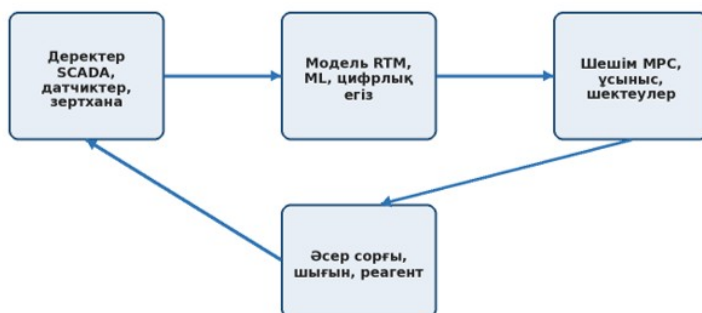 Деректер
SCADA,
датчиктер,
зертхана
Модель RTM,
ML, цифрлық
егіз
Шешім MPC,
ұсыныс,
шектеулер
Әсер сорғы,
шығын, реагент